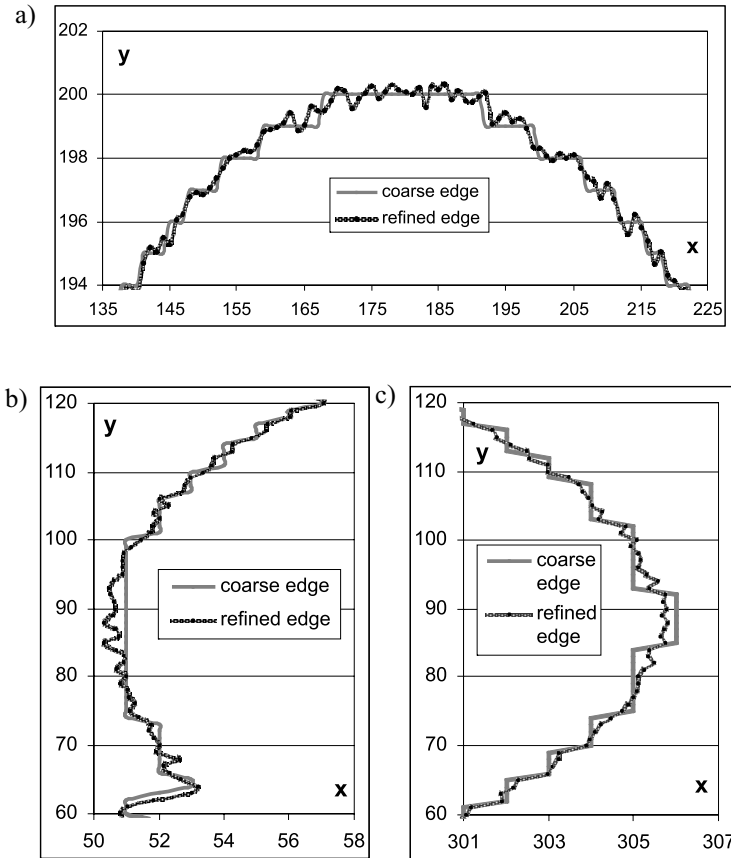 a)
202
y
200
198
coarse edge
refined edge
196
x
194
135 145 155 165 175 185 195 205 215 225
b)
120
y
110
100
coarse edge
90
refined edge
80
70
x
60
50 52 54 56 58
c)
120
y
110
100
coarse
edge
90
refined
edge
80
70
x
60
301 303 305 307